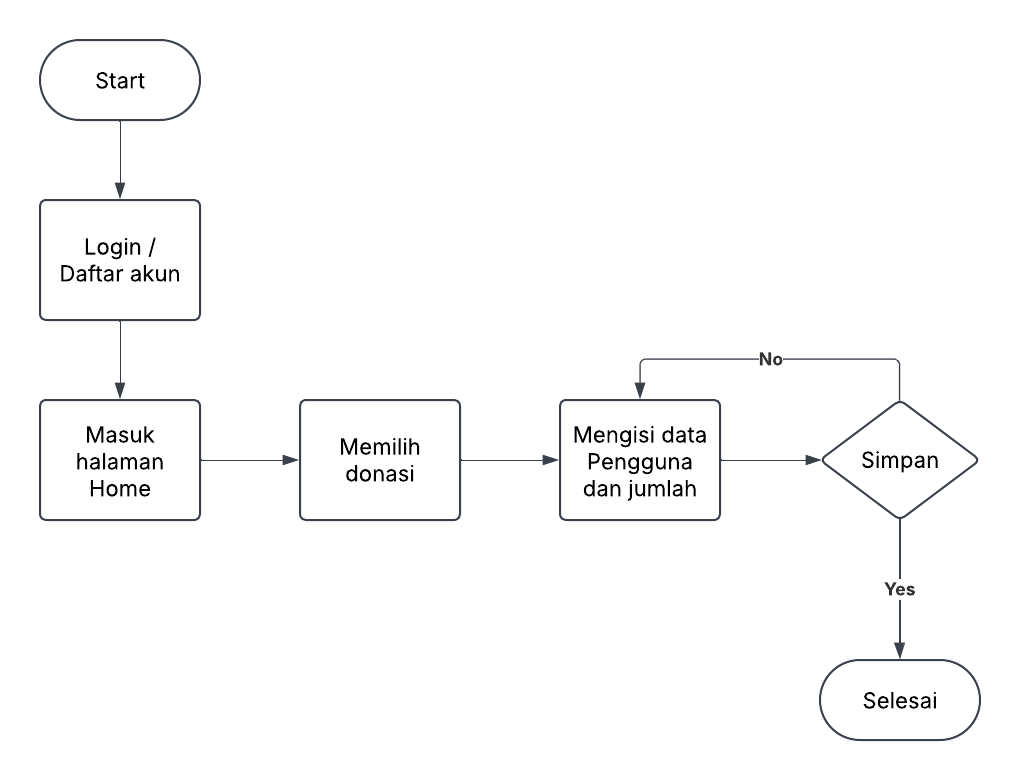 Start
Login /
Daftar akun
Masuk
halaman
Home
Memilih
donasi
Mengisi data
Pengguna
dan jumlah
No
Simpan
Yes
Selesai